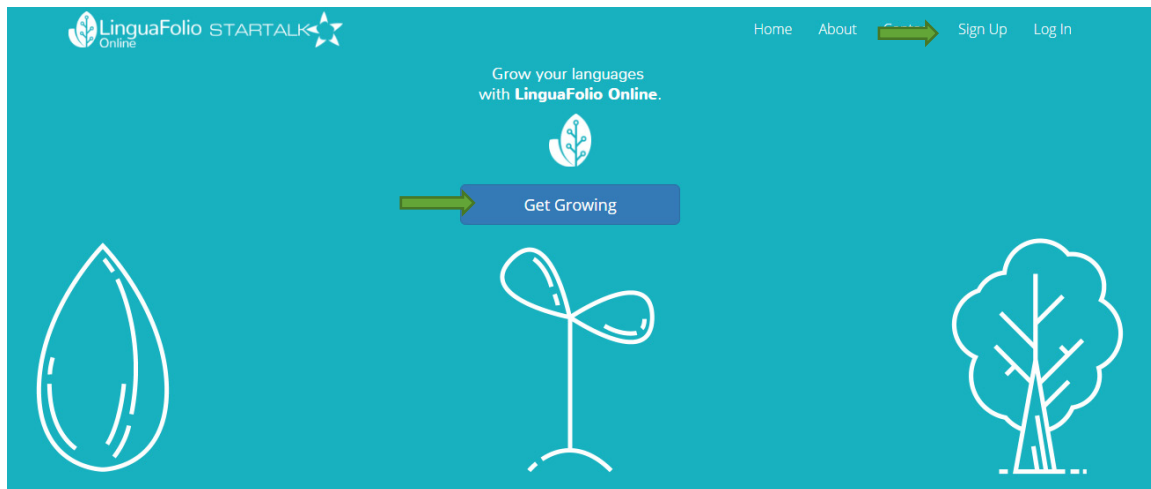 LinguaFolio STARTALK
Online
Home About Sign Up Log In
Grow your languages
with LinguaFolio Online.
Get Growing